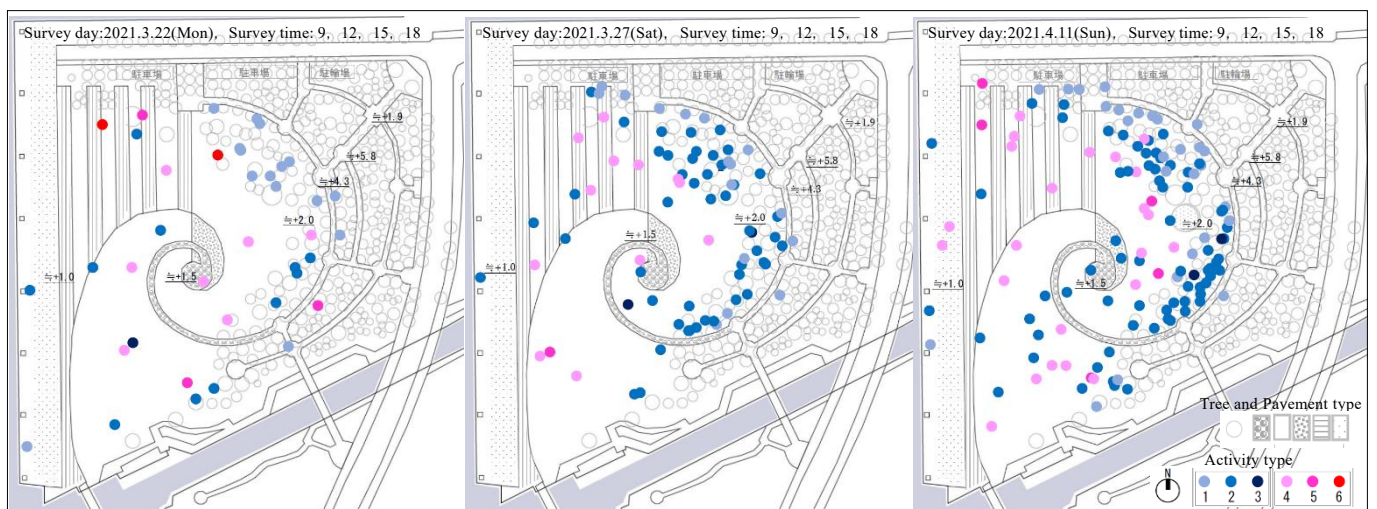 Survey day:2021.3.22(Mon), Survey time: 9, 12, 15, 18
駐車場
駐車場
駐輪場
≒+1.9
≒+5.8
≒+4.3
≒+2.0
≒+1.0
≒+1.5
Survey day:2021.3.27(Sat), Survey time: 9, 12, 15, 18
駐車場
駐車場
駐輪場
≒+1.9
≒+5.8
≒+4.3
≒+2.0
≒+1.5
≒+1.0
Survey day:2021.4.11(Sun), Survey time: 9, 12, 15, 18
駐車場
駐車場
駐輪場
≒+1.9
≒+5.8
≒+4.3
≒+2.0
≒+1.0
≒+1.5
Tree and Pavement type
Activity type
N
1 2 3 4 5 6